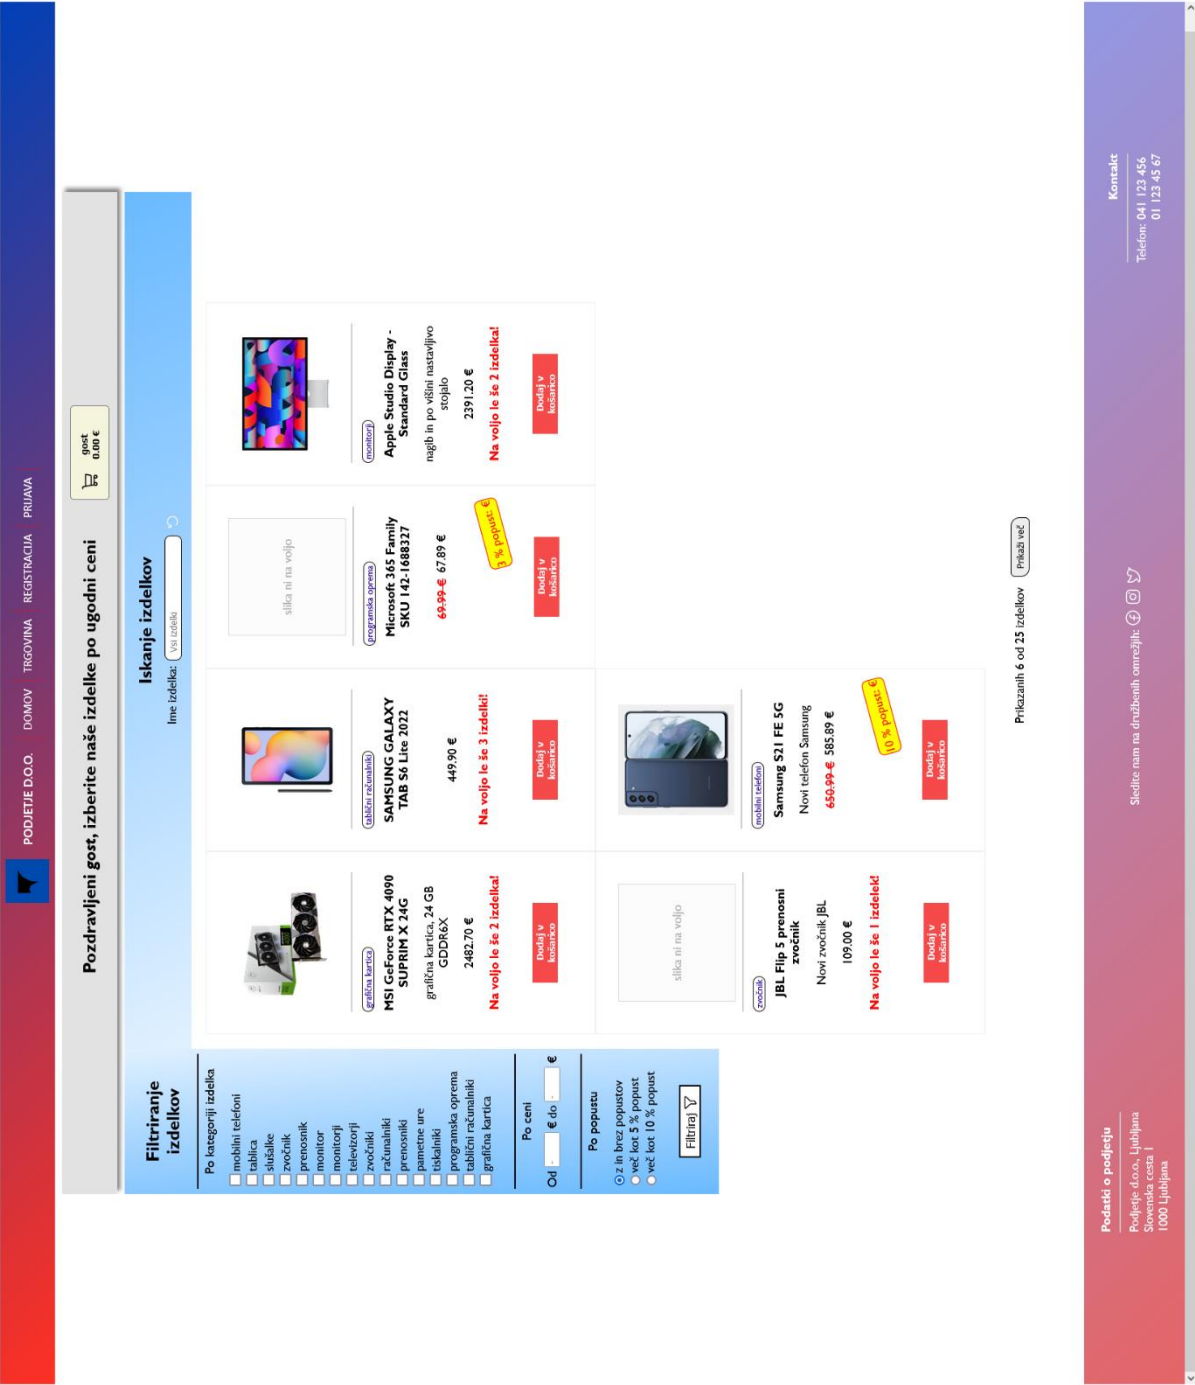 PODJETJE D.O.O. DOMOV TRGOVINA REGISTRACIJA PRIJAVA
Pozdravljeni gost, izberite naše izdelke po ugodni ceni
gost
0.00 €
Filtriranje
izdelkov
Po kategoriji izdelka
mobilni telefoni
tablica
slušalke
zvočnik
prenosnik
monitor
monitorji
televizorji
zvočniki
računalniki
prenosniki
pametne ure
tiskalniki
programska oprema
tablični računalniki
grafična kartica
Po ceni
Od - € do - €
Po popustu
z in brez popustov
več kot 5 % popust
več kot 10 % popust
Filtriraj
Iskanje izdelkov
Ime izdelka: Vsi izdelki
grafična kartica
MSI GeForce RTX 4090
SUPRIM X 24G
grafična kartica, 24 GB
GDDR6X
2482.70 €
Na voljo le še 2 izdelka!
Dodaj v
košarico
tablični računalniki
SAMSUNG GALAXY
TAB S6 Lite 2022
449.90 €
Na voljo le še 3 izdelki!
Dodaj v
košarico
slika ni na voljo
programska oprema
Microsoft 365 Family
SKU 142-1688327
69.99 € 67.89 €
3 % popust: €
Dodaj v
košarico
monitorji
Apple Studio Display -
Standard Glass
nagib in po višini nastavljivo
stojalo
2391.20 €
Na voljo le še 2 izdelka!
Dodaj v
košarico
slika ni na voljo
zvočnik
JBL Flip 5 prenosni
zvočnik
Novi zvočnik JBL
109.00 €
Na voljo le še 1 izdelek!
Dodaj v
košarico
mobilni telefoni
Samsung S21 FE 5G
Novi telefon Samsung
650.99 € 585.89 €
10 % popust: €
Dodaj v
košarico
Prikazanih 6 od 25 izdelkov Prikaži več
Podatki o podjetju
Podjetje d.o.o., Ljubljana
Slovenska cesta 1
1000 Ljubljana
Sledite nam na družbenih omrežjih:
Kontakt
Telefon: 041 123 456
01 123 45 67